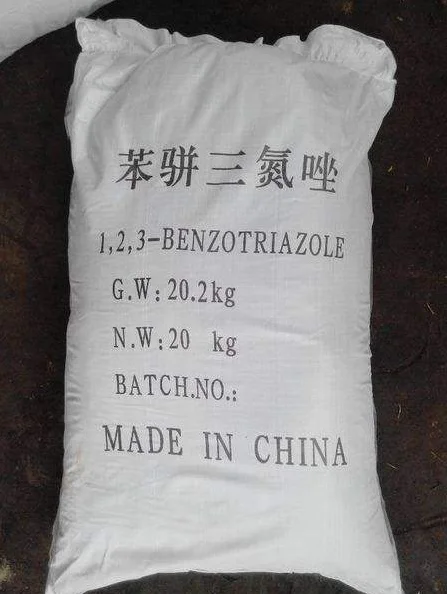 苯骈三氮唑
1,2,3-BENZOTRIAZOLE
G.W:20.2kg
N.W:20 kg
BATCH.NO.:
MADE IN CHINA